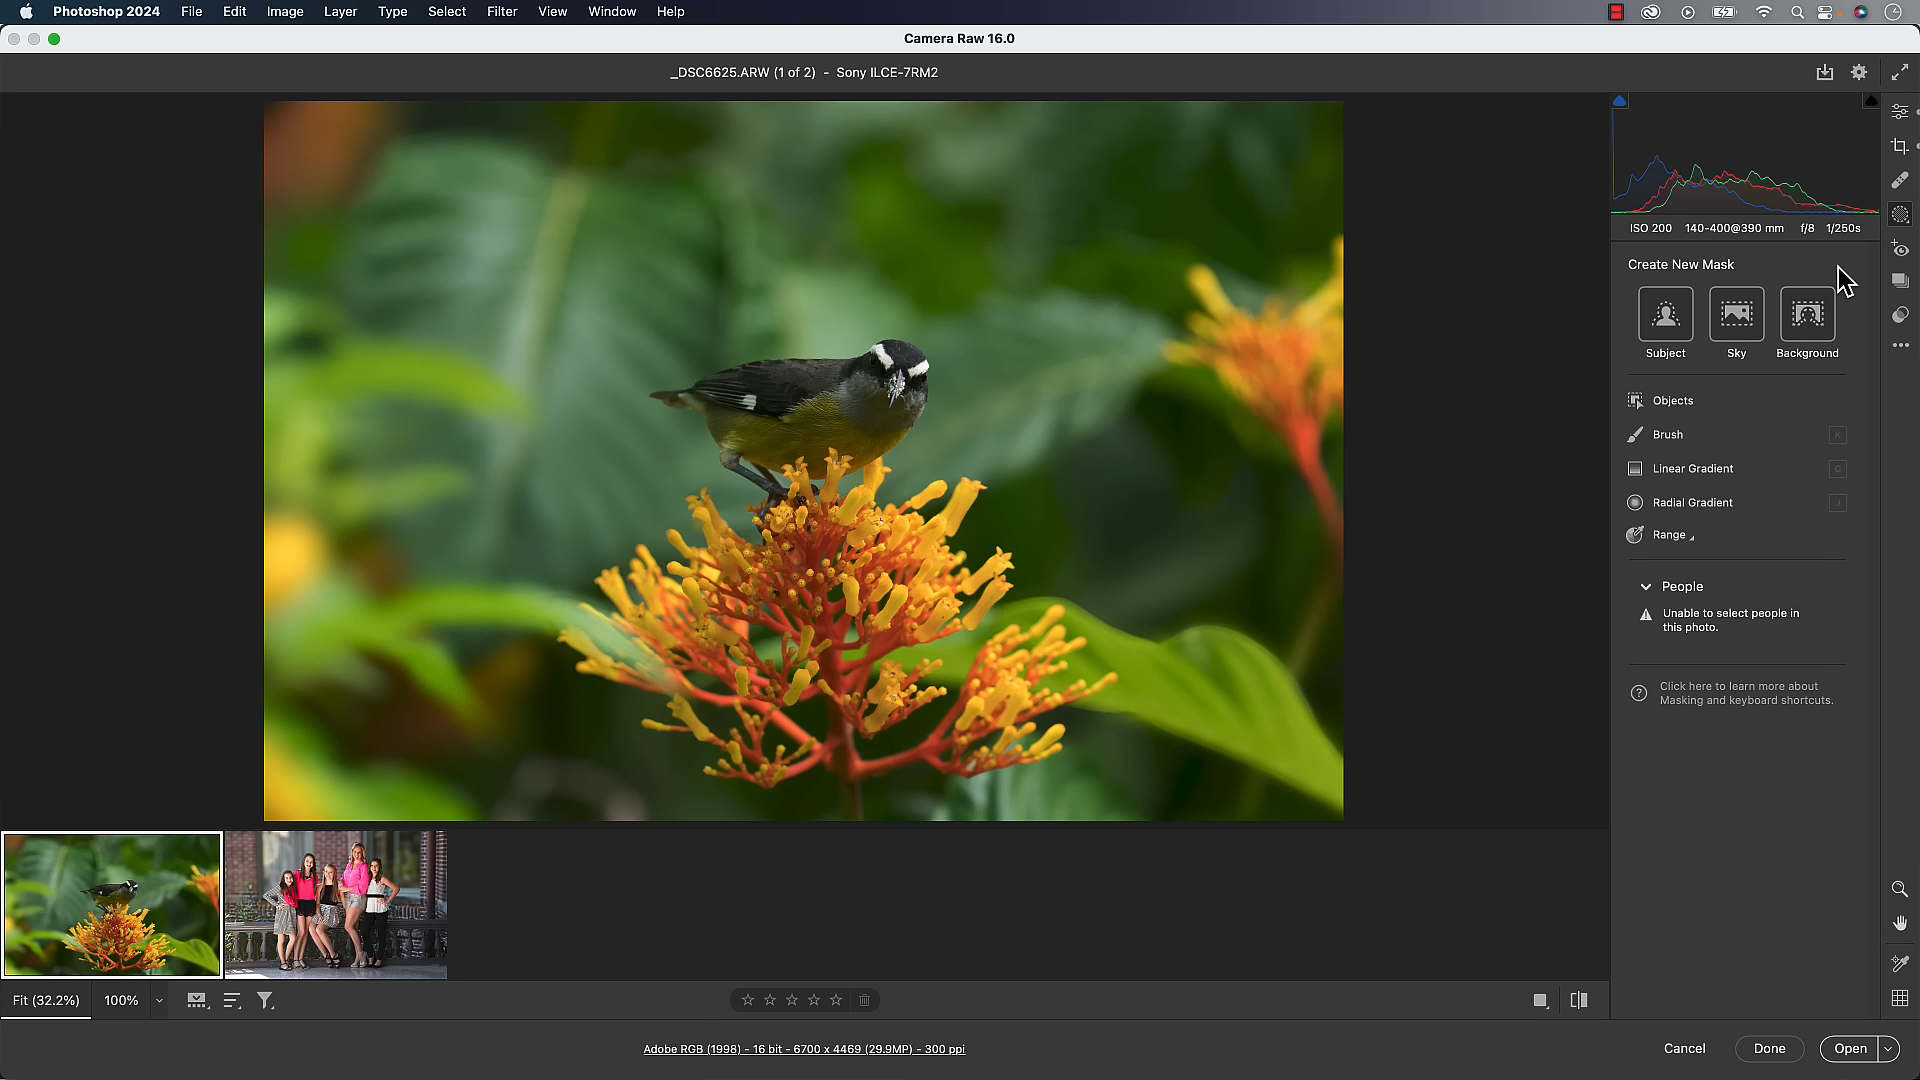 Photoshop 2024 File Edit Image Layer Type Select Filter View Window Help
Camera Raw 16.0
_DSC6625.ARW (1 of 2) - Sony ILCE-7RM2
ISO 200 140-400@390 mm f/8 1/250s
Create New Mask
Subject Sky Background
Objects
Brush K
Linear Gradient G
Radial Gradient J
Range
People
Unable to select people in
this photo.
Click here to learn more about
Masking and keyboard shortcuts.
Fit (32.2%) 100%
Adobe RGB (1998) - 16 bit - 6700 x 4469 (29.9MP) - 300 ppi
Cancel Done Open